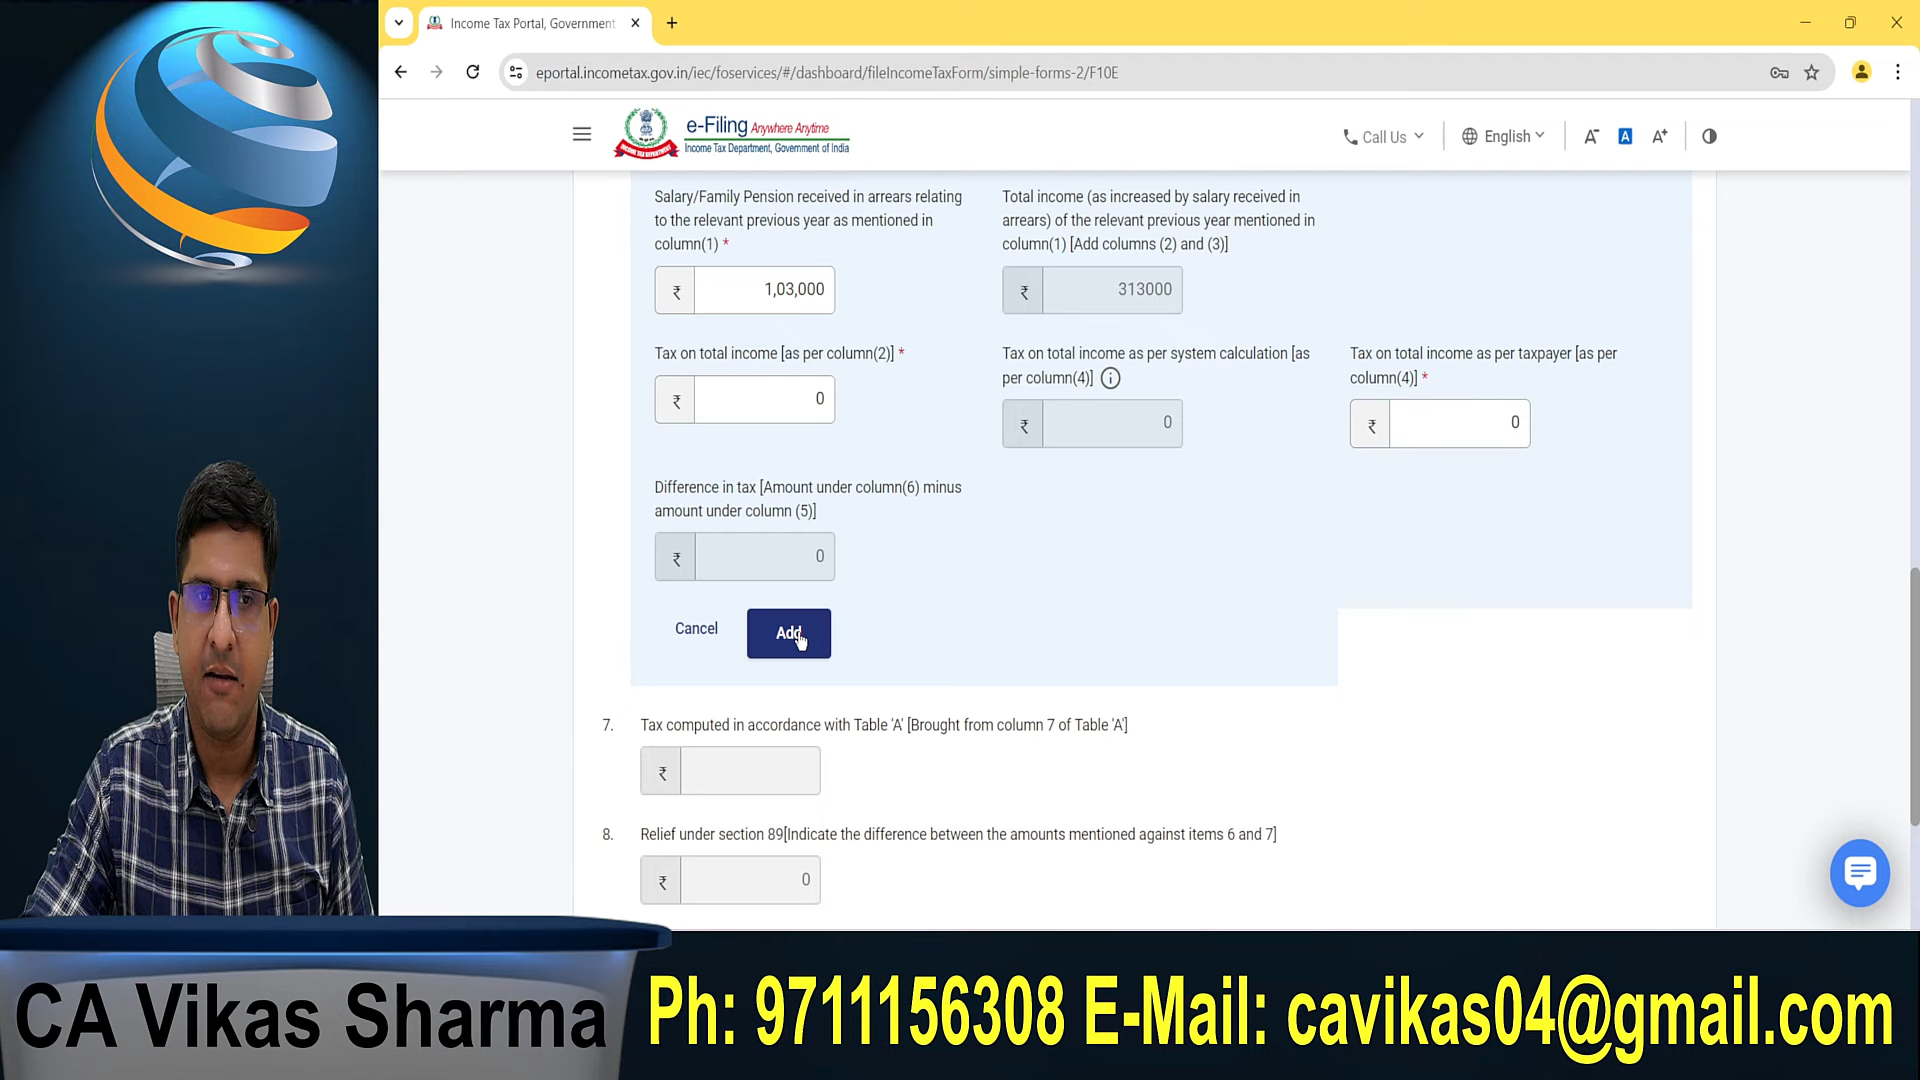 Income Tax Portal, Government
eportal.incometax.gov.in/iec/foservices/#/dashboard/fileIncomeTaxForm/simple-forms-2/F10E
e-Filing Anywhere Anytime
Income Tax Department, Government of India
Call Us
English
A-
A
A+
Salary/Family Pension received in arrears relating
to the relevant previous year as mentioned in
column(1) *
₹ 1,03,000
Total income (as increased by salary received in
arrears) of the relevant previous year mentioned in
column(1) [Add columns (2) and (3)]
₹ 313000
Tax on total income [as per column(2)] *
₹ 0
Tax on total income as per system calculation [as
per column(4)] i
₹ 0
Tax on total income as per taxpayer [as per
column(4)] *
₹ 0
Difference in tax [Amount under column(6) minus
amount under column (5)]
₹ 0
Cancel
Add
7. Tax computed in accordance with Table 'A' [Brought from column 7 of Table 'A']
₹
8. Relief under section 89[Indicate the difference between the amounts mentioned against items 6 and 7]
₹ 0
CA Vikas Sharma
Ph: 9711156308 E-Mail: cavikas04@gmail.com